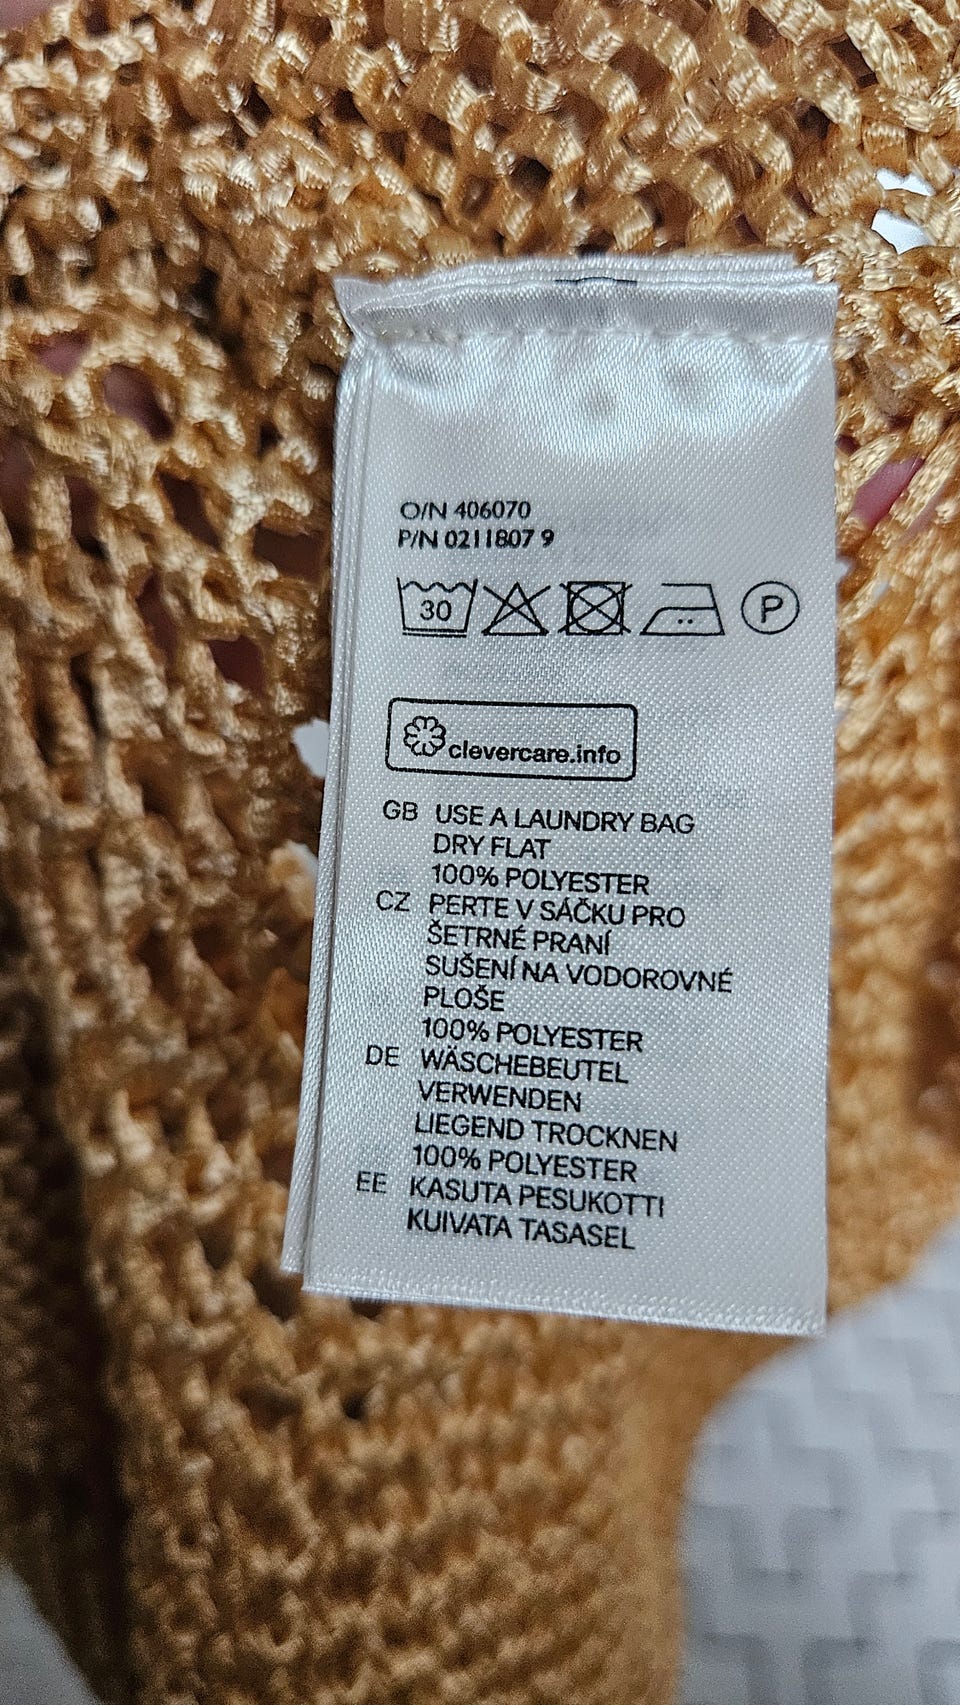 O/N 406070
P/N 0211807 9
30 P
clevercare.info
GB USE A LAUNDRY BAG
DRY FLAT
100% POLYESTER
CZ PERTE V SÁČKU PRO
ŠETRNÉ PRANÍ
SUŠENÍ NA VODOROVNÉ
PLOŠE
100% POLYESTER
DE WÄSCHEBEUTEL
VERWENDEN
LIEGEND TROCKNEN
100% POLYESTER
EE KASUTA PESUKOTTI
KUIVATA TASASEL